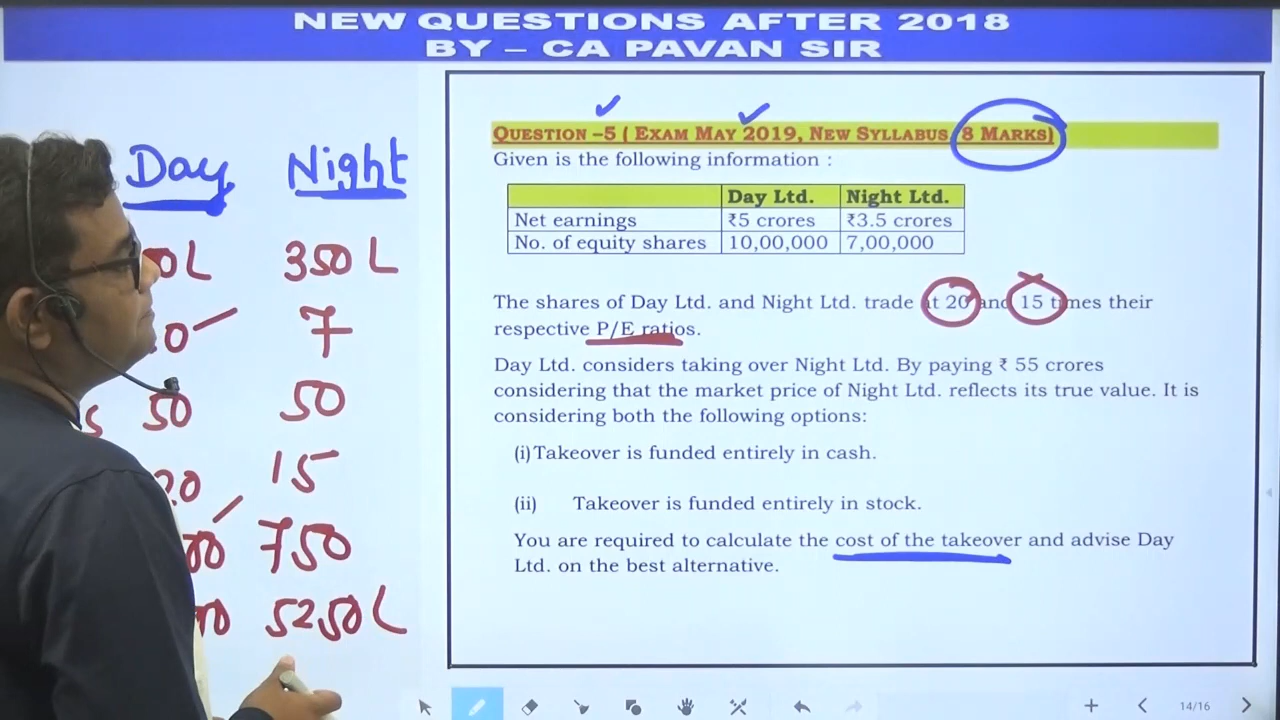 NEW QUESTIONS AFTER 2018
BY – CA PAVAN SIR
Day Night
0L 350 L
0 7
s 50 50
20 15
00 750
00 5250 L
QUESTION –5 ( EXAM MAY 2019, NEW SYLLABUS 8 MARKS)
Given is the following information :
Day Ltd. Night Ltd.
Net earnings ₹5 crores ₹3.5 crores
No. of equity shares 10,00,000 7,00,000
The shares of Day Ltd. and Night Ltd. trade at 20 and 15 times their
respective P/E ratios.
Day Ltd. considers taking over Night Ltd. By paying ₹ 55 crores
considering that the market price of Night Ltd. reflects its true value. It is
considering both the following options:
(i)Takeover is funded entirely in cash.
(ii) Takeover is funded entirely in stock.
You are required to calculate the cost of the takeover and advise Day
Ltd. on the best alternative.
14/16